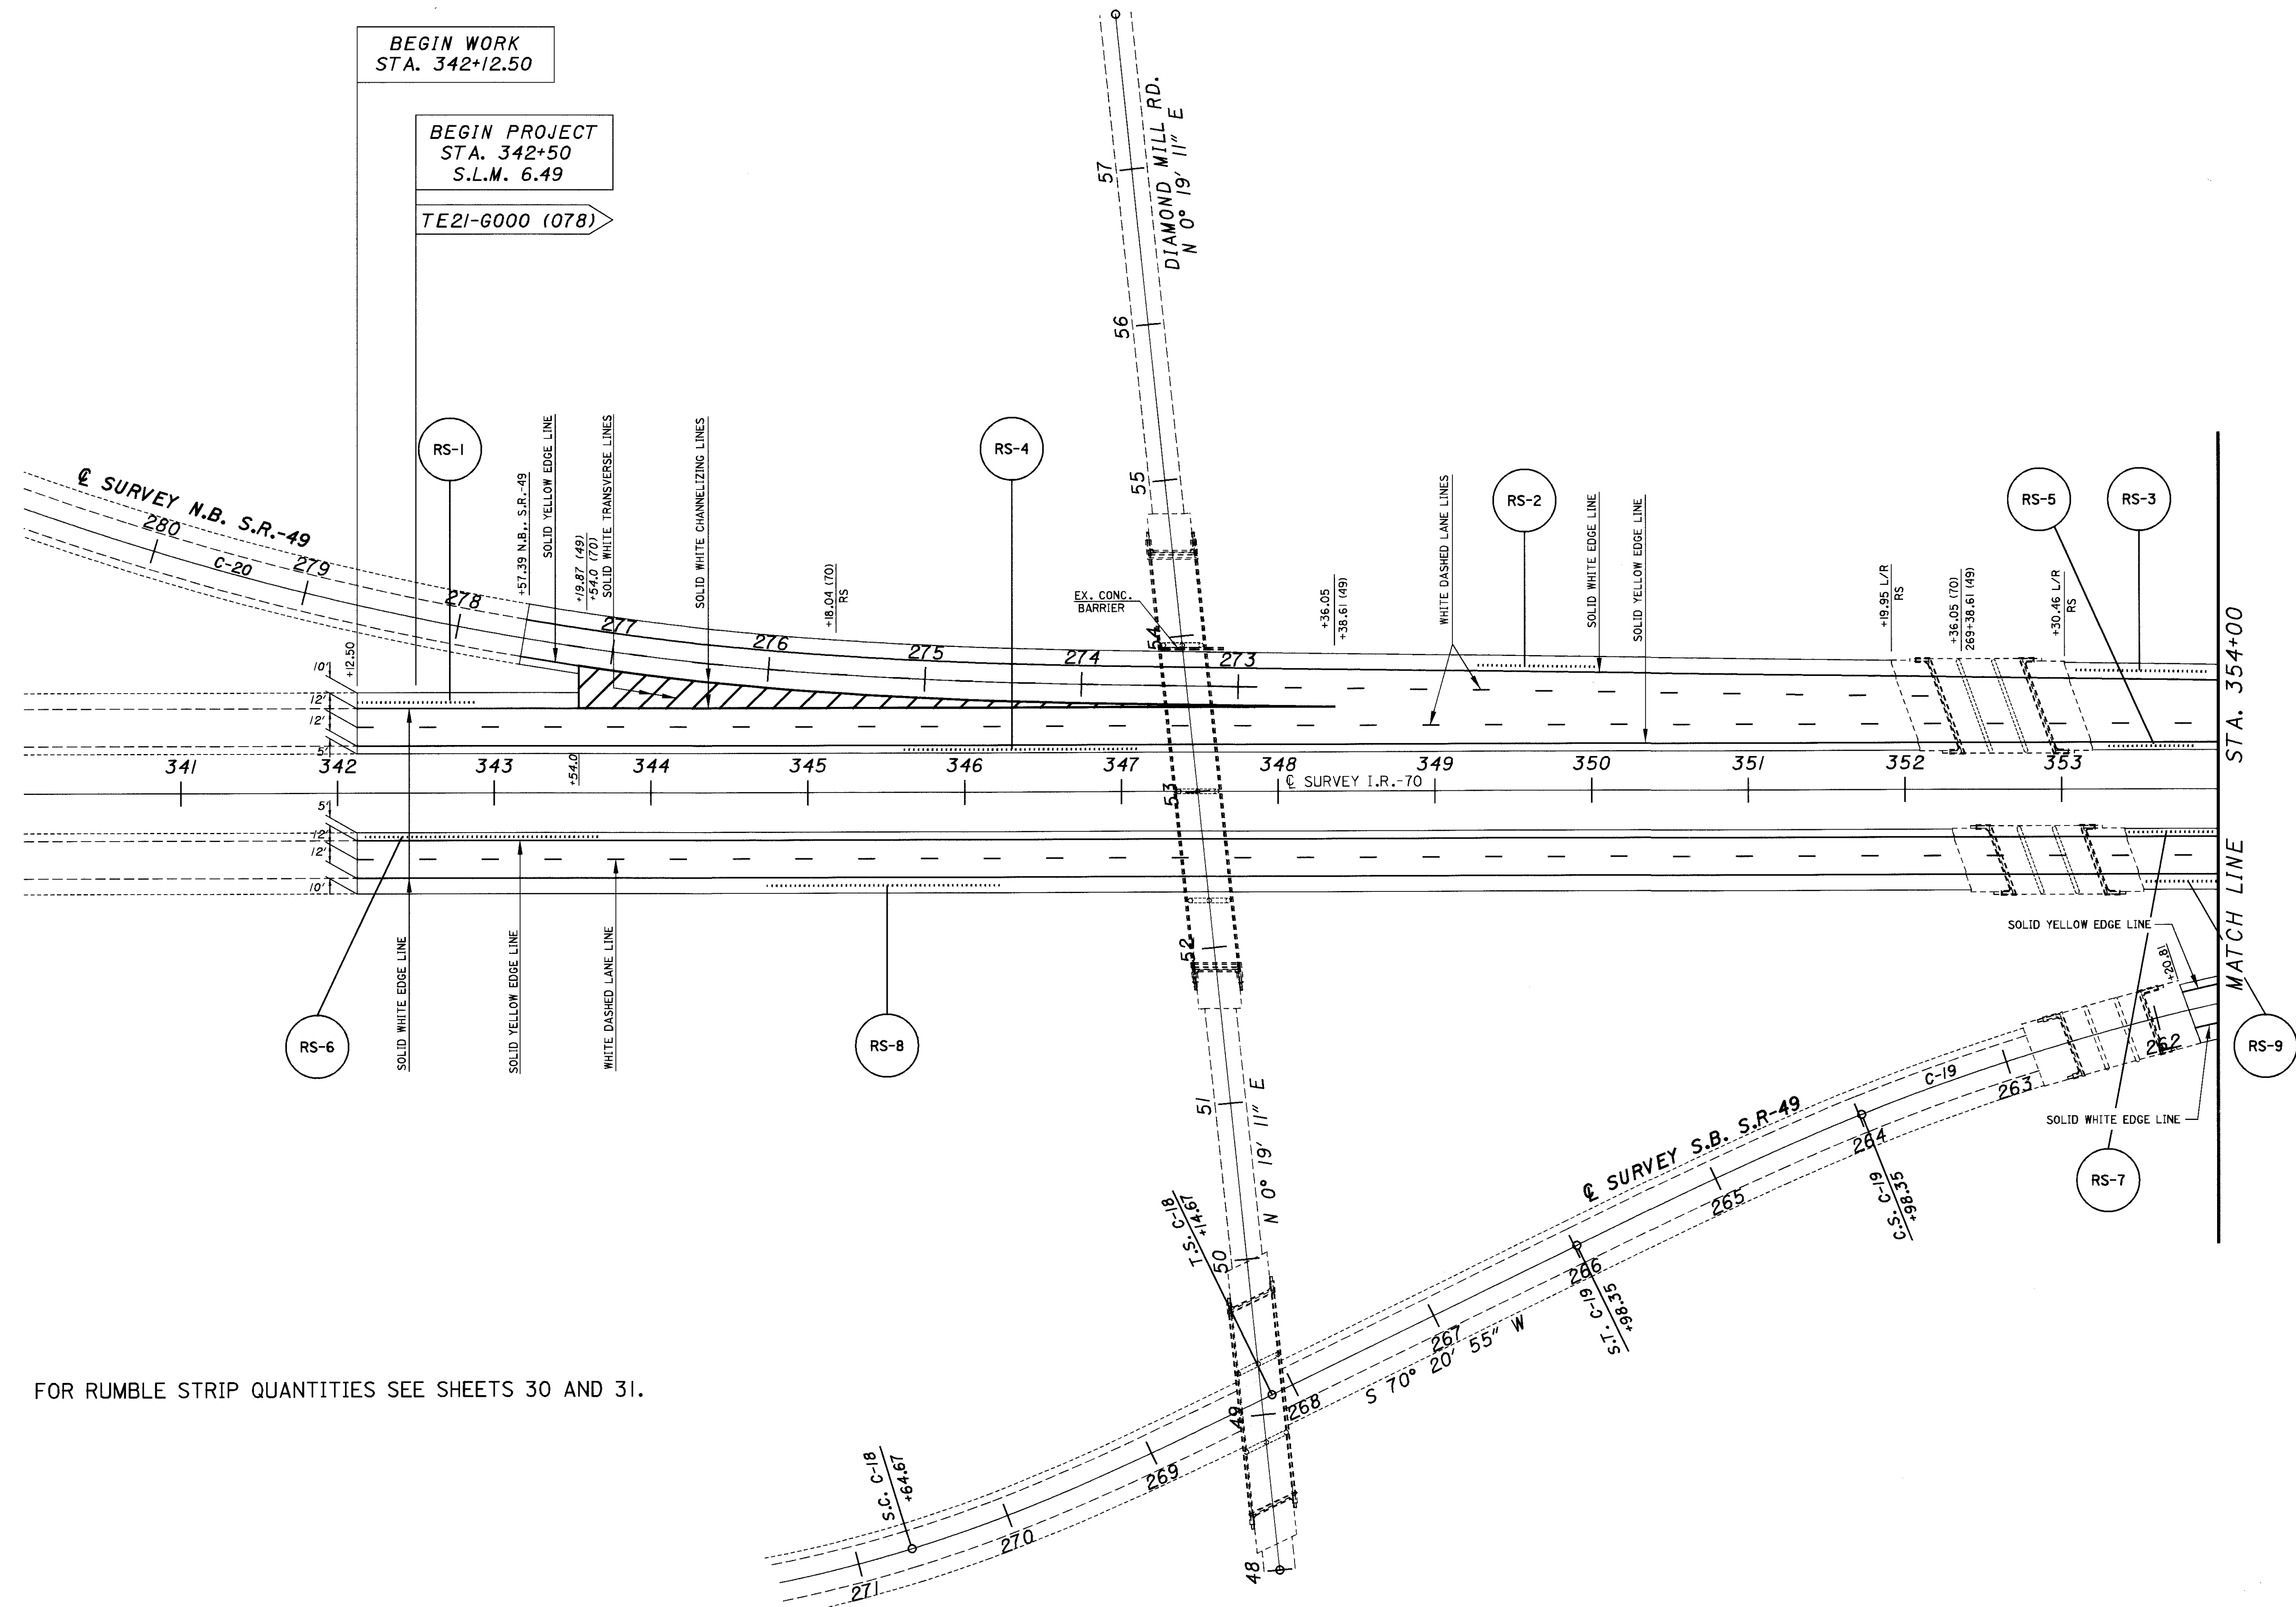 BEGIN WORK
STA. 342+12.50
BEGIN PROJECT
STA. 342+50
S.L.M. 6.49
TE21-G000 (078)
DIAMOND MILL RD.
N 0° 19' 11" E
57
56
55
54
53
52
51
50
49
48
RS-1
RS-4
RS-2
RS-5
RS-3
℄ SURVEY N.B. S.R.-49
C-20
280
279
278
277
276
275
274
273
+57.39 N.B., S.R.-49
SOLID YELLOW EDGE LINE
+19.87 (49)
+54.0 (70)
SOLID WHITE TRANSVERSE LINES
SOLID WHITE CHANNELIZING LINES
+18.04 (70)
RS
EX. CONC.
BARRIER
+36.05
+38.61 (49)
WHITE DASHED LANE LINES
SOLID WHITE EDGE LINE
SOLID YELLOW EDGE LINE
+19.95 L/R
RS
+36.05 (70)
269+38.61 (49)
+30.46 L/R
RS
+12.50
10'
12'
12'
5'
341
342
343
+54.0
344
345
346
347
348
349
350
351
352
353
℄ SURVEY I.R.-70
5'
12'
12'
10'
MATCH LINE STA. 354+00
RS-6
SOLID WHITE EDGE LINE
SOLID YELLOW EDGE LINE
WHITE DASHED LANE LINE
RS-8
SOLID YELLOW EDGE LINE
+20.81
RS-9
SOLID WHITE EDGE LINE
RS-7
N 0° 19' 11" E
℄ SURVEY S.B. S.R-49
C-19
262
263
264
265
266
267
268
269
270
271
C.S. C-19
+98.35
S.T. C-19
+98.35
S 70° 20' 55" W
T.S. C-18
+14.67
S.C. C-18
+64.67
FOR RUMBLE STRIP QUANTITIES SEE SHEETS 30 AND 31.